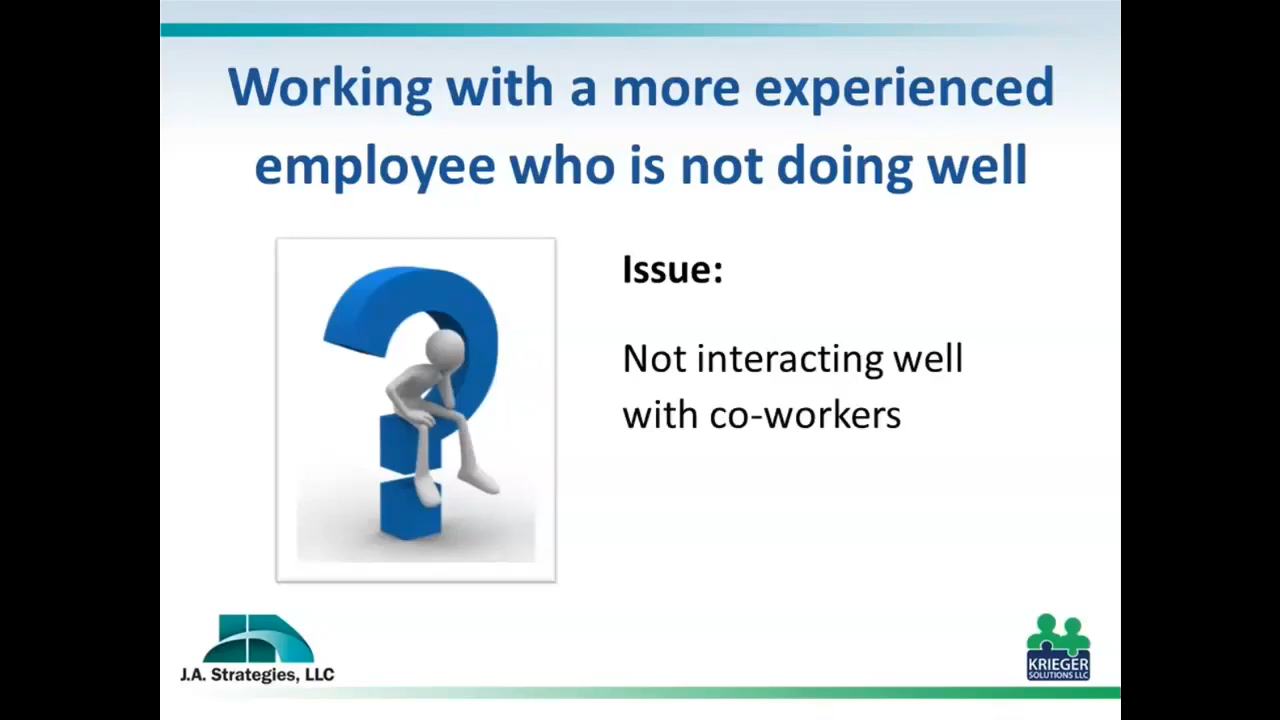 Working with a more experienced
employee who is not doing well
Issue:
Not interacting well
with co-workers
J.A. Strategies, LLC
KRIEGER
SOLUTIONS LLC